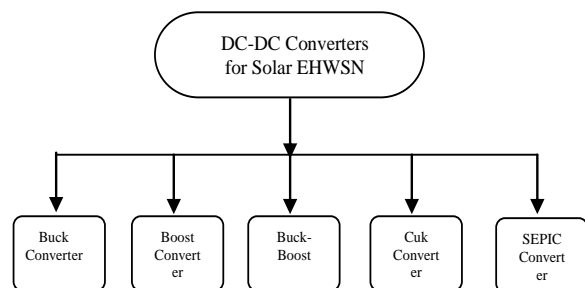 DC-DC Converters
for Solar EHWSN
Buck
Converter
Boost
Convert
er
Buck-
Boost
Cuk
Convert
er
SEPIC
Convert
er